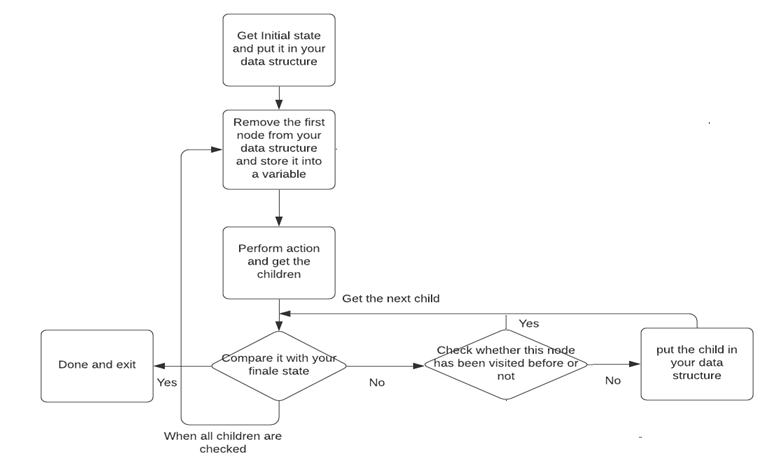 Get Initial state
and put it in your
data structure
Remove the first
node from your
data structure
and store it into
a variable
Perform action
and get the
children
Get the next child
Yes
Done and exit
Yes
Compare it with your
finale state
No
Check whether this node
has been visited before or
not
No
put the child in
your data
structure
When all children are
checked